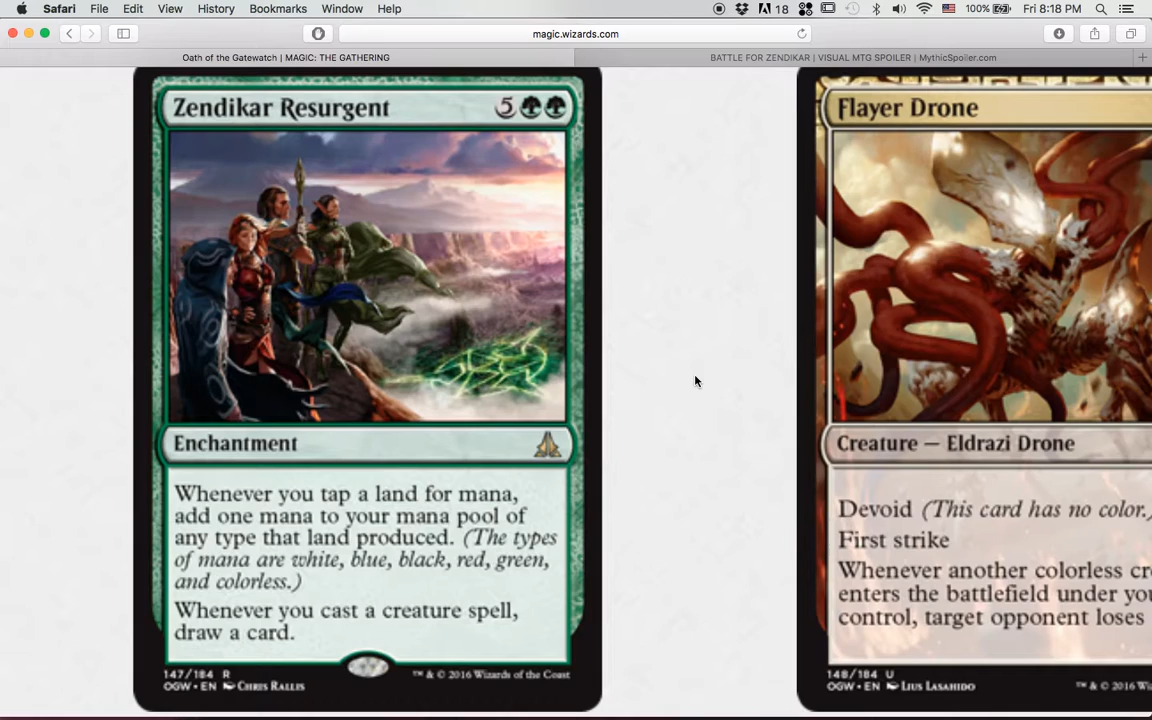 Safari File Edit View History Bookmarks Window Help 18 100% Fri 8:18 PM
magic.wizards.com
Oath of the Gatewatch | MAGIC: THE GATHERING
BATTLE FOR ZENDIKAR | VISUAL MTG SPOILER | MythicSpoiler.com
Zendikar Resurgent 5
Enchantment
Whenever you tap a land for mana,
add one mana to your mana pool of
any type that land produced. (The types
of mana are white, blue, black, red, green,
and colorless.)
Whenever you cast a creature spell,
draw a card.
147/184 R
OGW • EN CHRIS RALLIS
™ & © 2016 Wizards of the Coast
Flayer Drone
Creature — Eldrazi Drone
Devoid (This card has no color.)
First strike
Whenever another colorless cr
enters the battlefield under yo
control, target opponent loses
148/184 U
OGW • EN LIUS LASAHIDO
™ & © 2016 Wi